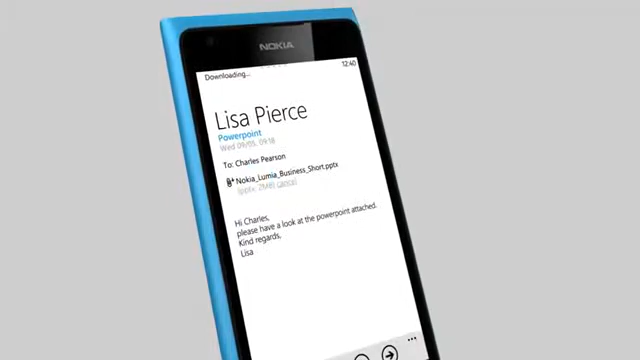 NOKIA
Downloading...
12:40
Lisa Pierce
Powerpoint
Wed 09/05, 09:18
To: Charles Pearson
Nokia_Lumia_Business_Short.pptx
Hi Charles,
please have a look at the powerpoint attached.
Kind regards,
Lisa